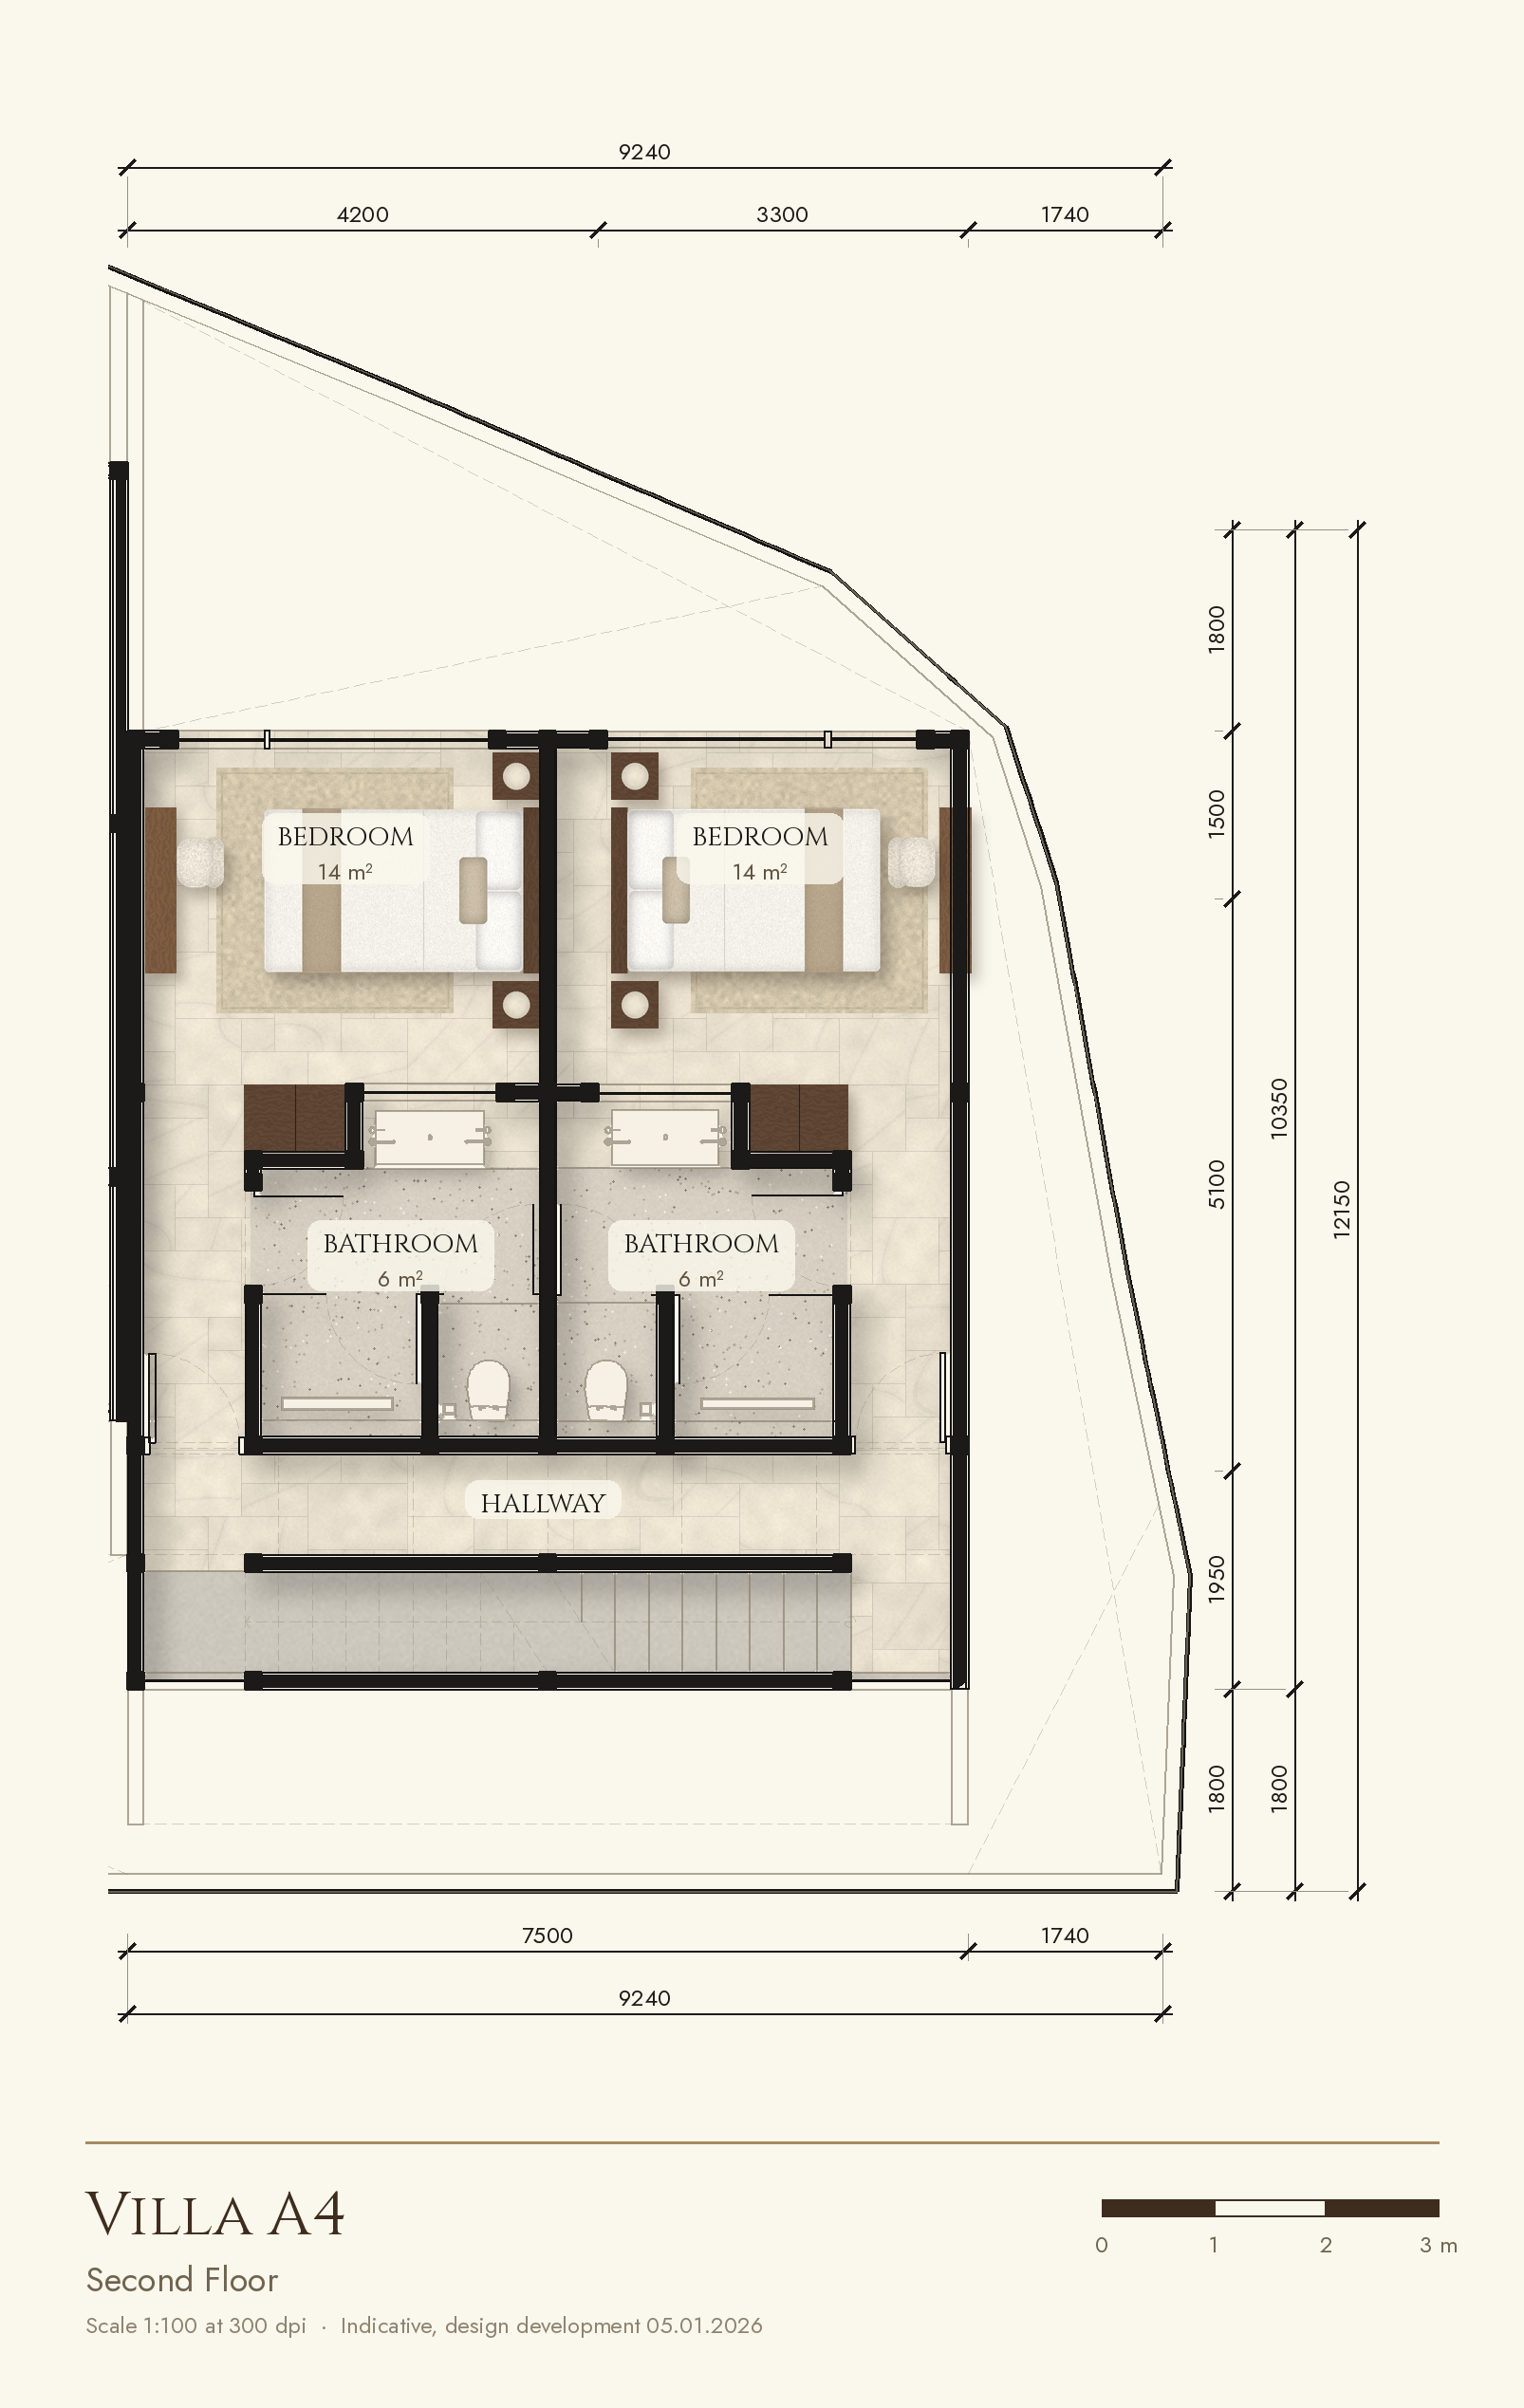 9240
4200 3300 1740
1800
BEDROOM
14 m²
BEDROOM
14 m²
1500
10350
5100
12150
BATHROOM
6 m²
BATHROOM
6 m²
HALLWAY
1950
1800
1800
7500 1740
9240
VILLA A4
Second Floor
Scale 1:100 at 300 dpi · Indicative, design development 05.01.2026
0 1 2 3 m